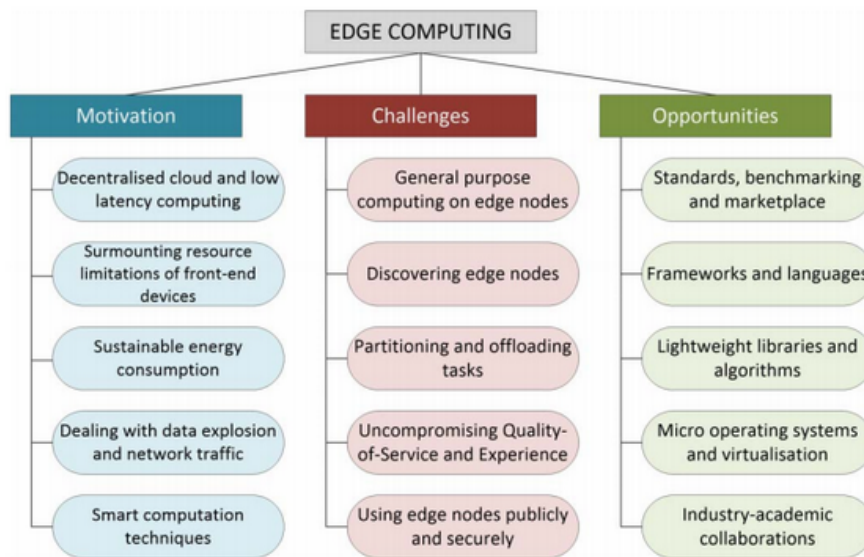 EDGE COMPUTING
Motivation
Decentralised cloud and low
latency computing
Surmounting resource
limitations of front-end
devices
Sustainable energy
consumption
Dealing with data explosion
and network traffic
Smart computation
techniques
Challenges
General purpose
computing on edge nodes
Discovering edge nodes
Partitioning and offloading
tasks
Uncompromising Quality-
of-Service and Experience
Using edge nodes publicly
and securely
Opportunities
Standards, benchmarking
and marketplace
Frameworks and languages
Lightweight libraries and
algorithms
Micro operating systems
and virtualisation
Industry-academic
collaborations